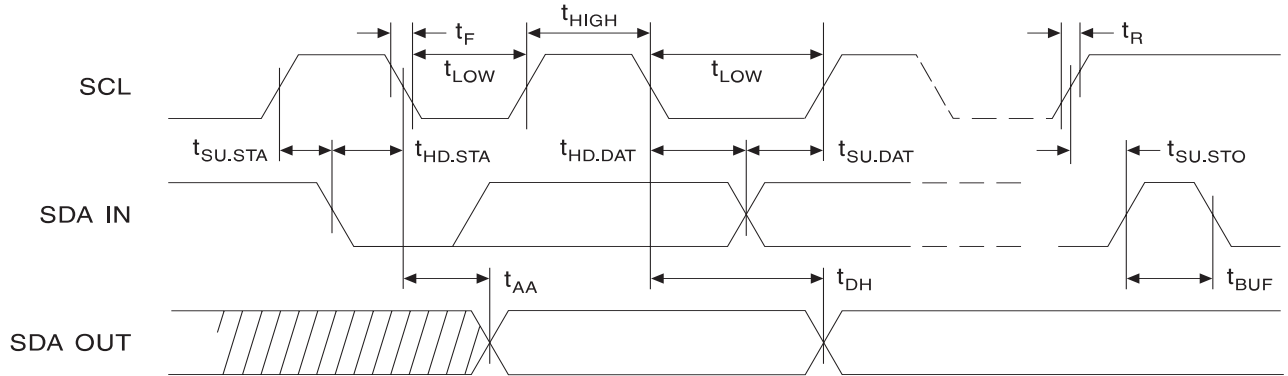 tF
tHIGH
tR
tLOW
tLOW
SCL
tSU.STA
tHD.STA
tHD.DAT
tSU.DAT
tSU.STO
SDA IN
tAA
tDH
tBUF
SDA OUT